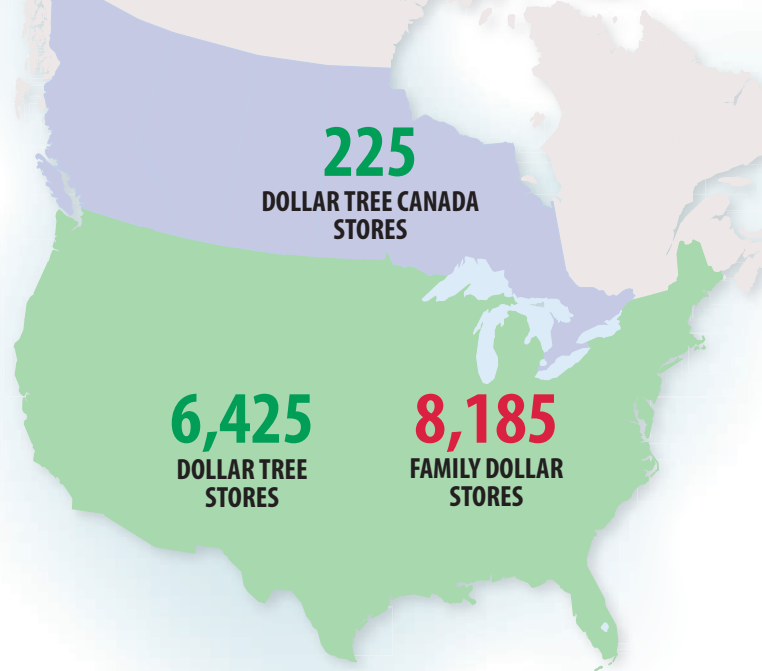 225
DOLLAR TREE CANADA
STORES
6,425
DOLLAR TREE
STORES
8,185
FAMILY DOLLAR
STORES